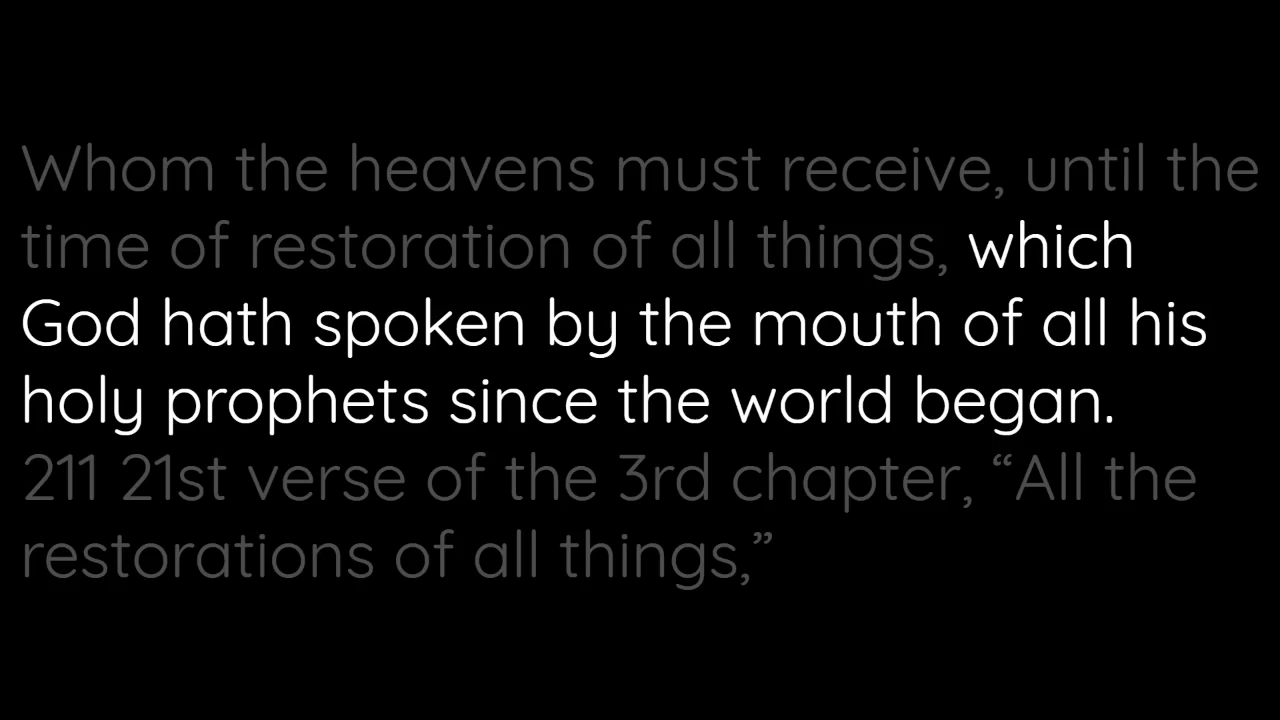 Whom the heavens must receive, until the
time of restoration of all things, which
God hath spoken by the mouth of all his
holy prophets since the world began.
211 21st verse of the 3rd chapter, “All the
restorations of all things,”